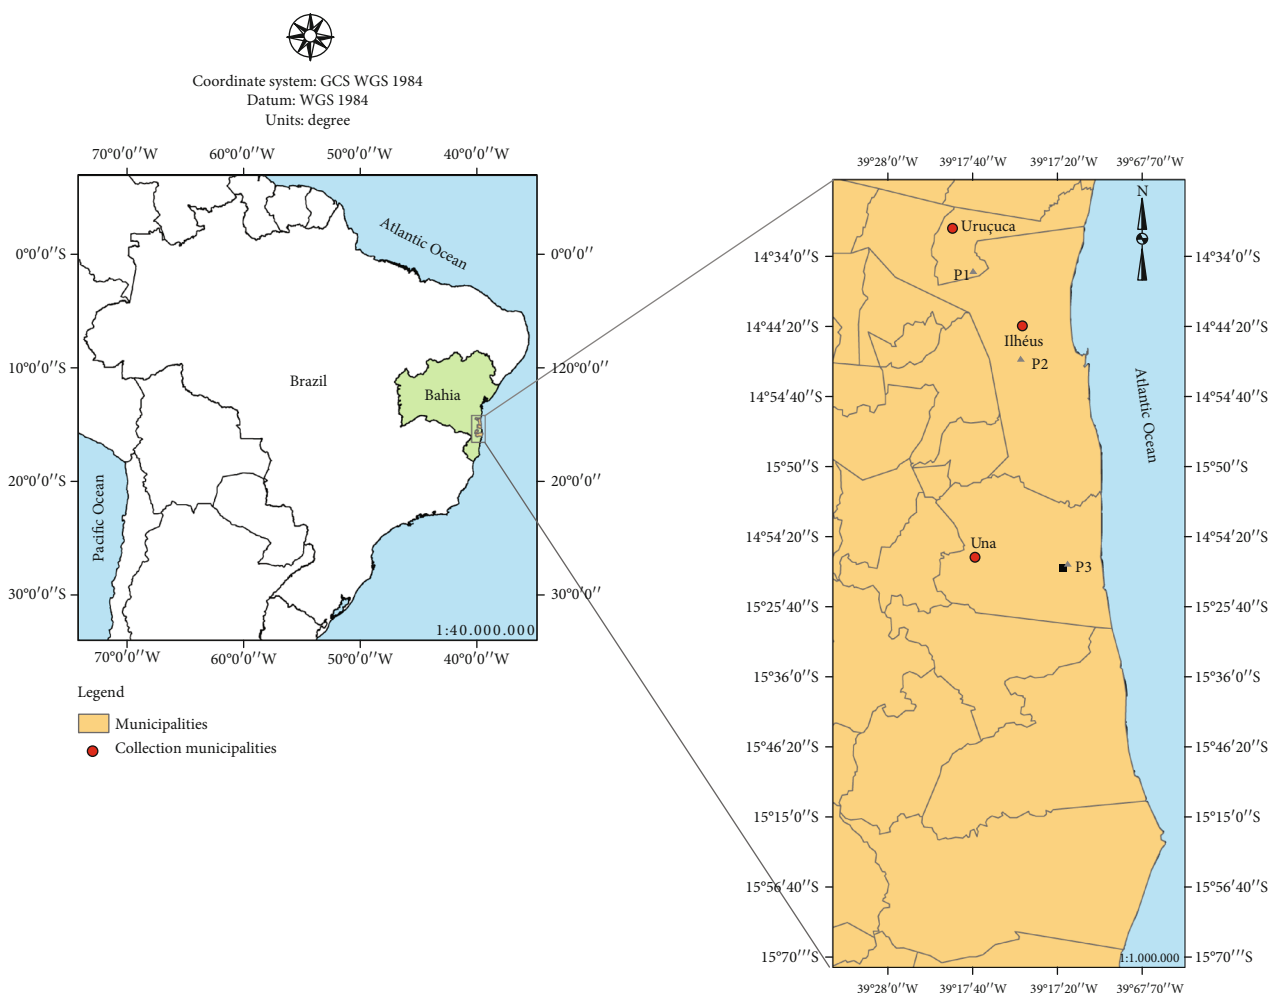 Coordinate system: GCS WGS 1984
Datum: WGS 1984
Units: degree
70°0′0′′W 60°0′0′′W 50°0′0′′W 40°0′0′′W
Atlantic Ocean
0°0′0′′S 0°0′0′′
10°0′0′′S 120°0′0′′
Brazil
Bahia
20°0′0′′S 20°0′0′′
Pacific Ocean
30°0′0′′S 30°0′0′′
1:40.000.000
70°0′0′′W 60°0′0′′W 50°0′0′′W 40°0′0′′W
Legend
Municipalities
Collection municipalities
39°28′0′′W 39°17′40′′W 39°17′20′′W 39°67′70′′W
N
Uruçuca
14°34′0′′S 14°34′0′′S
P1
14°44′20′′S 14°44′20′′S
Ilhéus
P2
14°54′40′′S 14°54′40′′S
Atlantic Ocean
15°50′′S 15°50′′S
14°54′20′′S 14°54′20′′S
Una
P3
15°25′40′′S 15°25′40′′S
15°36′0′′S 15°36′0′′S
15°46′20′′S 15°46′20′′S
15°15′0′′S 15°15′0′′S
15°56′40′′S 15°56′40′′S
15°70′′′S 15°70′′′S
1:1.000.000
39°28′0′′W 39°17′40′′W 39°17′20′′W 39°67′70′′W